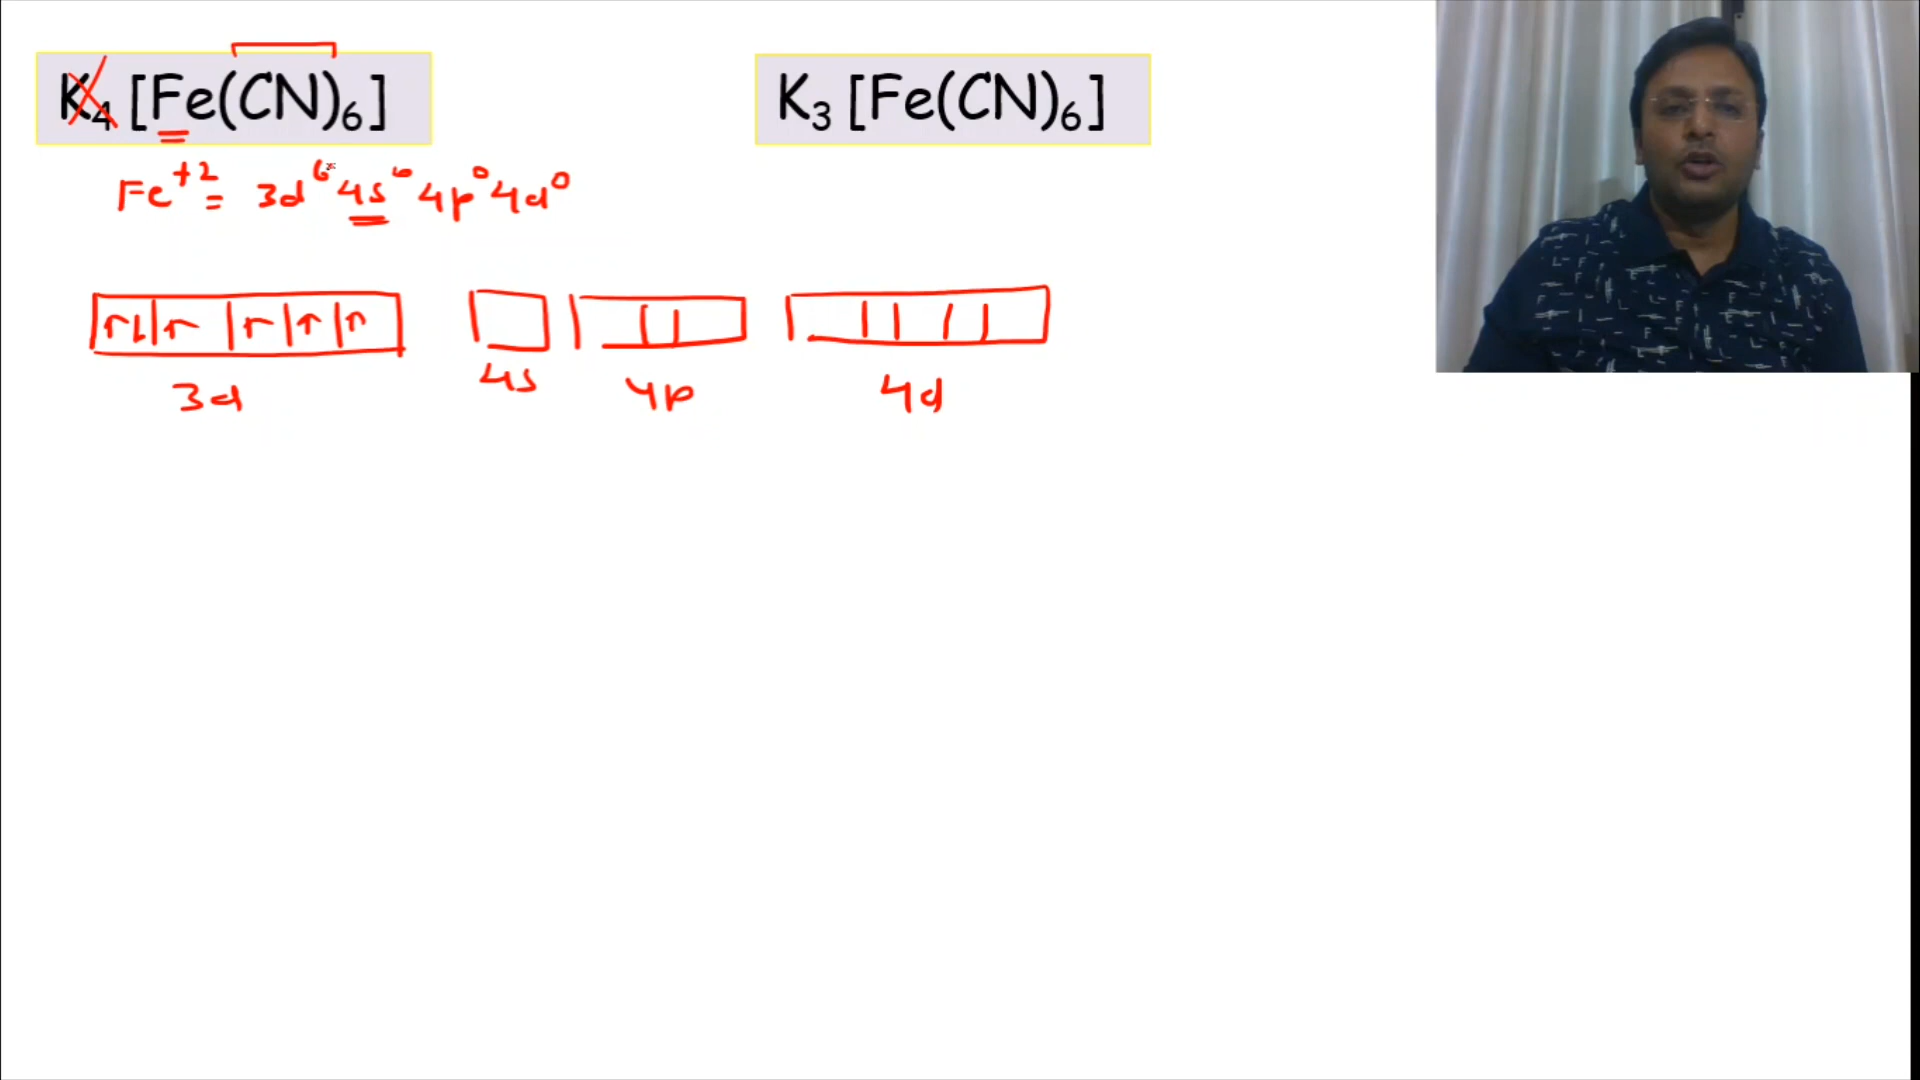 K₄ [Fe(CN)₆]
K₃ [Fe(CN)₆]
Fe⁺² = 3d⁶ 4s⁰ 4p⁰ 4d⁰
3d
4s
4p
4d